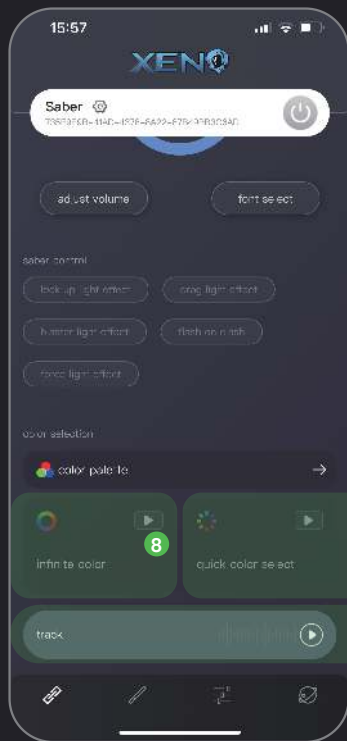 15:57
XENO
Saber
adjust volume
font select
saber control
lock up light effect
drag light effect
blaster light effect
flash on clash
force light effect
color selection
color palette
infinite color
8
quick color select
track